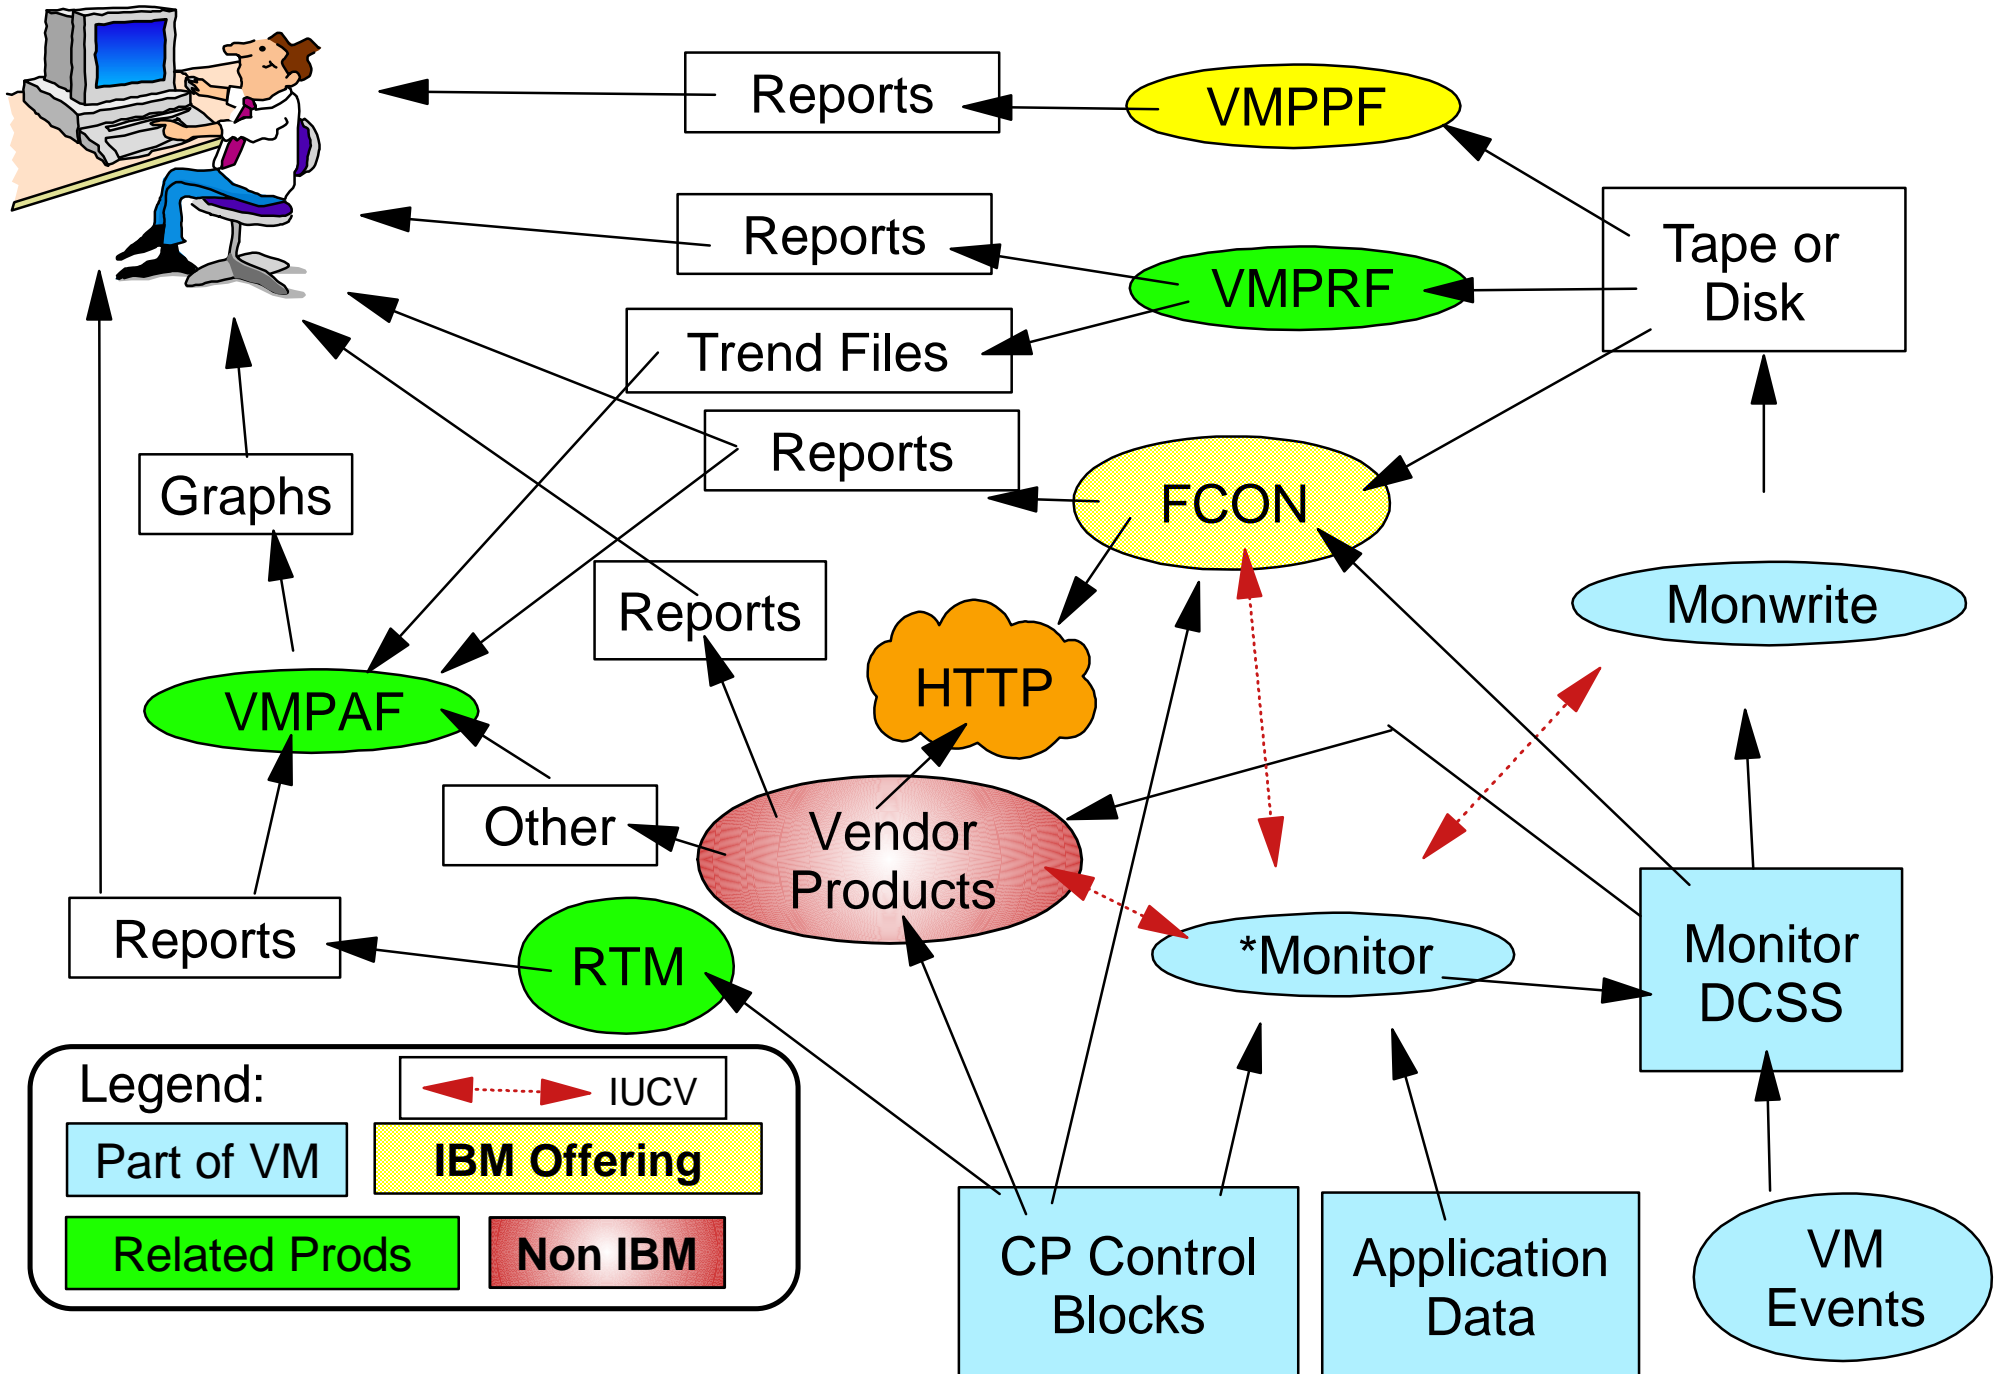 Reports
VMPPF
Reports
VMPRF
Tape or
Disk
Trend Files
Reports
FCON
Graphs
Reports
Monwrite
HTTP
VMPAF
Other
Vendor
Products
Reports
RTM
*Monitor
Monitor
DCSS
Legend:
IUCV
Part of VM
IBM Offering
Related Prods
Non IBM
CP Control
Blocks
Application
Data
VM
Events